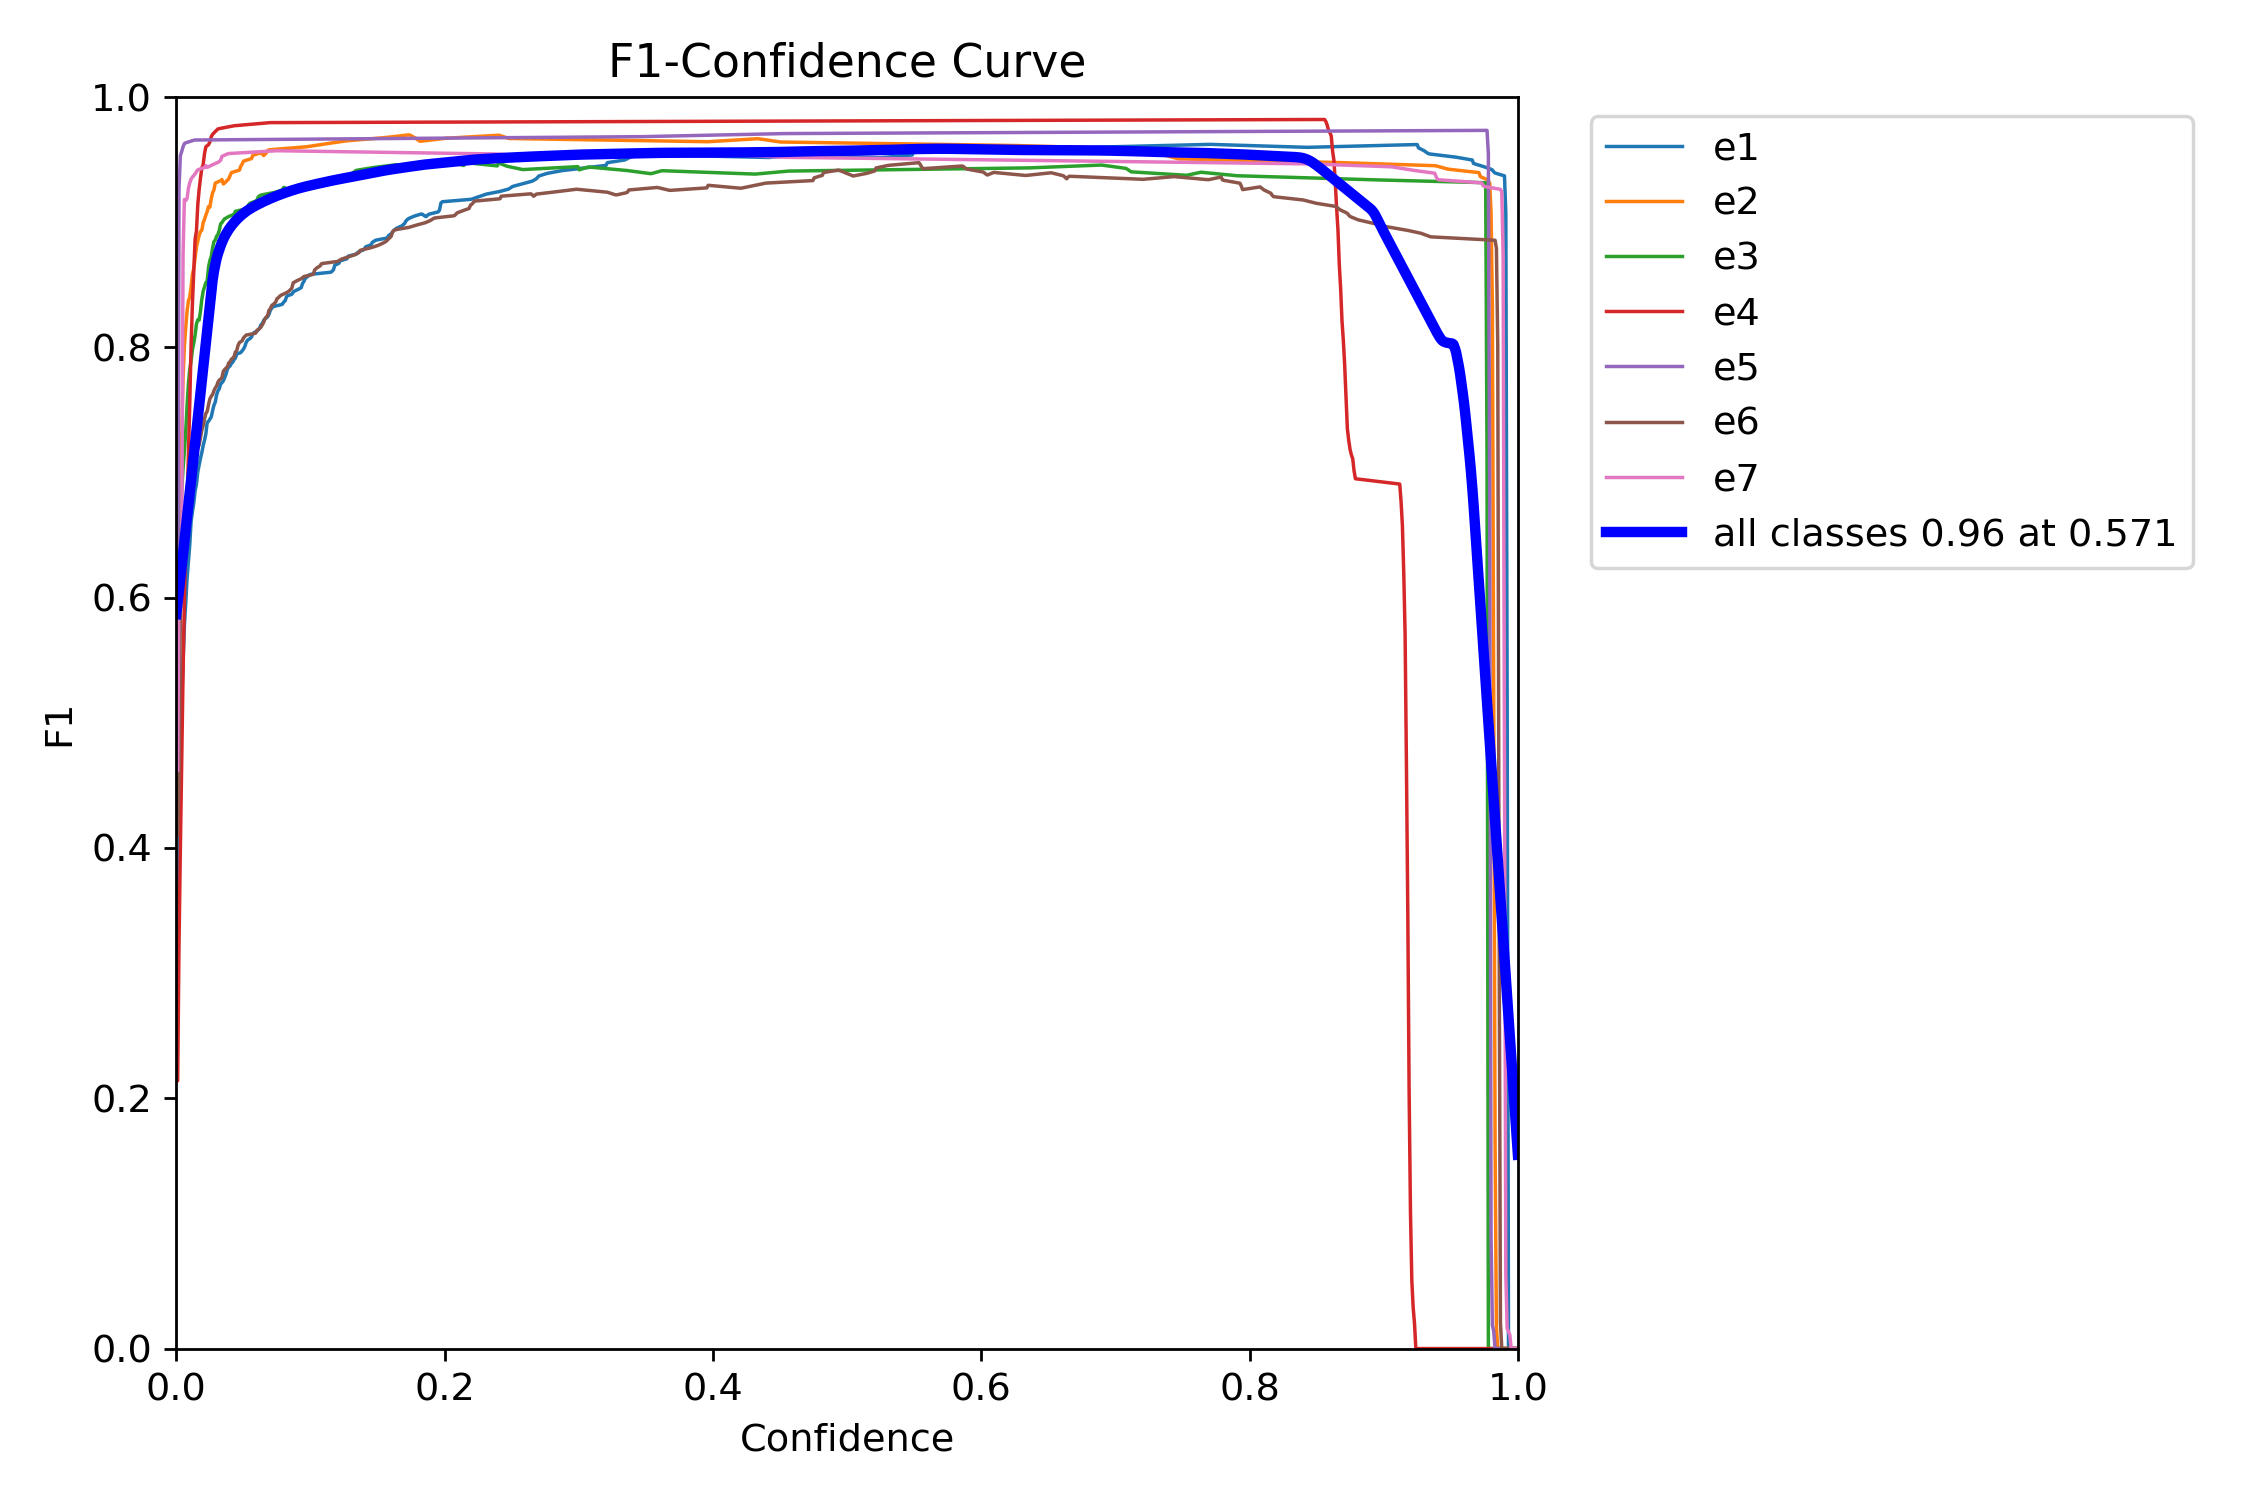 F1-Confidence Curve
1.0
0.8
0.6
0.4
0.2
0.0
F1
0.0 0.2 0.4 0.6 0.8 1.0
Confidence
e1
e2
e3
e4
e5
e6
e7
all classes 0.96 at 0.571